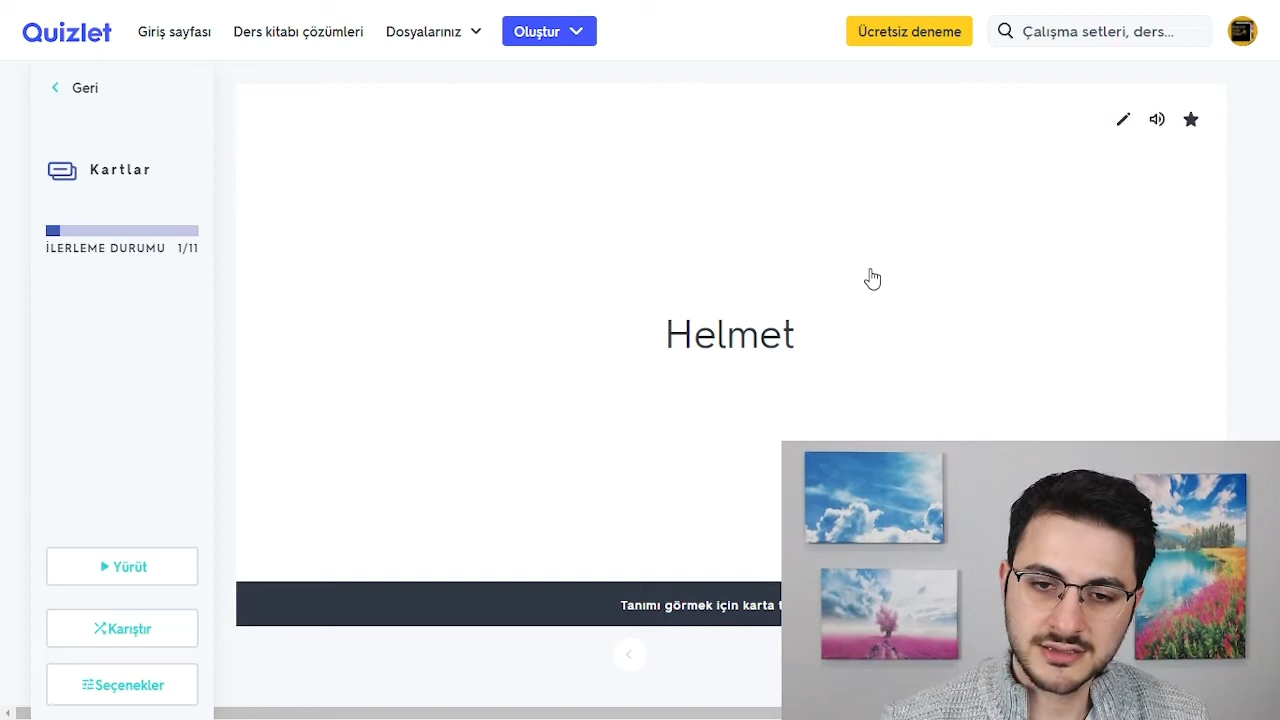 Quizlet
Giriş sayfası
Ders kitabı çözümleri
Dosyalarınız
Oluştur
Ücretsiz deneme
Çalışma setleri, ders...
Geri
Kartlar
İLERLEME DURUMU 1/11
Helmet
Tanımı görmek için karta
Yürüt
Karıştır
Seçenekler